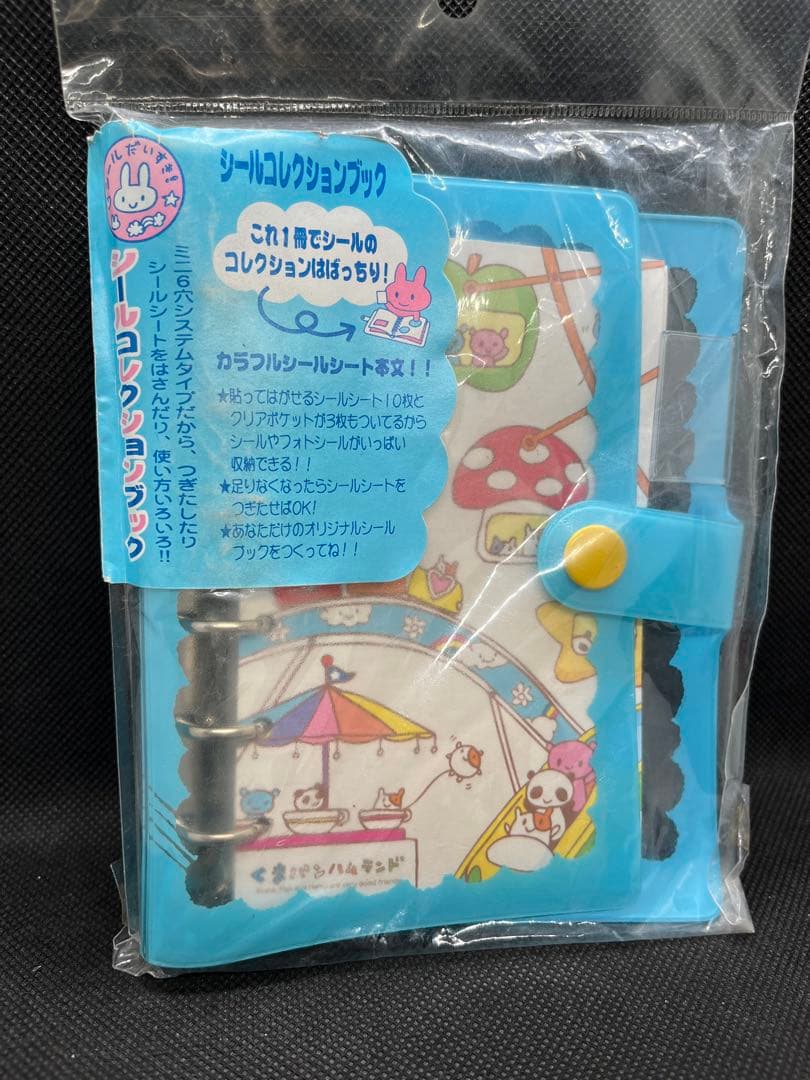 シールだいすき!
シールコレクションブック
ミニ6穴システムタイプだから、つぎたしたり
シールシートをはさんだり、使い方いろいろ!!
シールコレクションブック
これ1冊でシールの
コレクションはばっちり!
カラフルシールシート本文!!
★貼ってはがせるシールシート10枚と
クリアポケットが3枚もついてるから
シールやフォトシールがいっぱい
収納できる!!
★足りなくなったらシールシートを
つぎたせばOK!
★あなただけのオリジナルシール
ブックをつくってね!!
くまパンハムランド
are very good friends